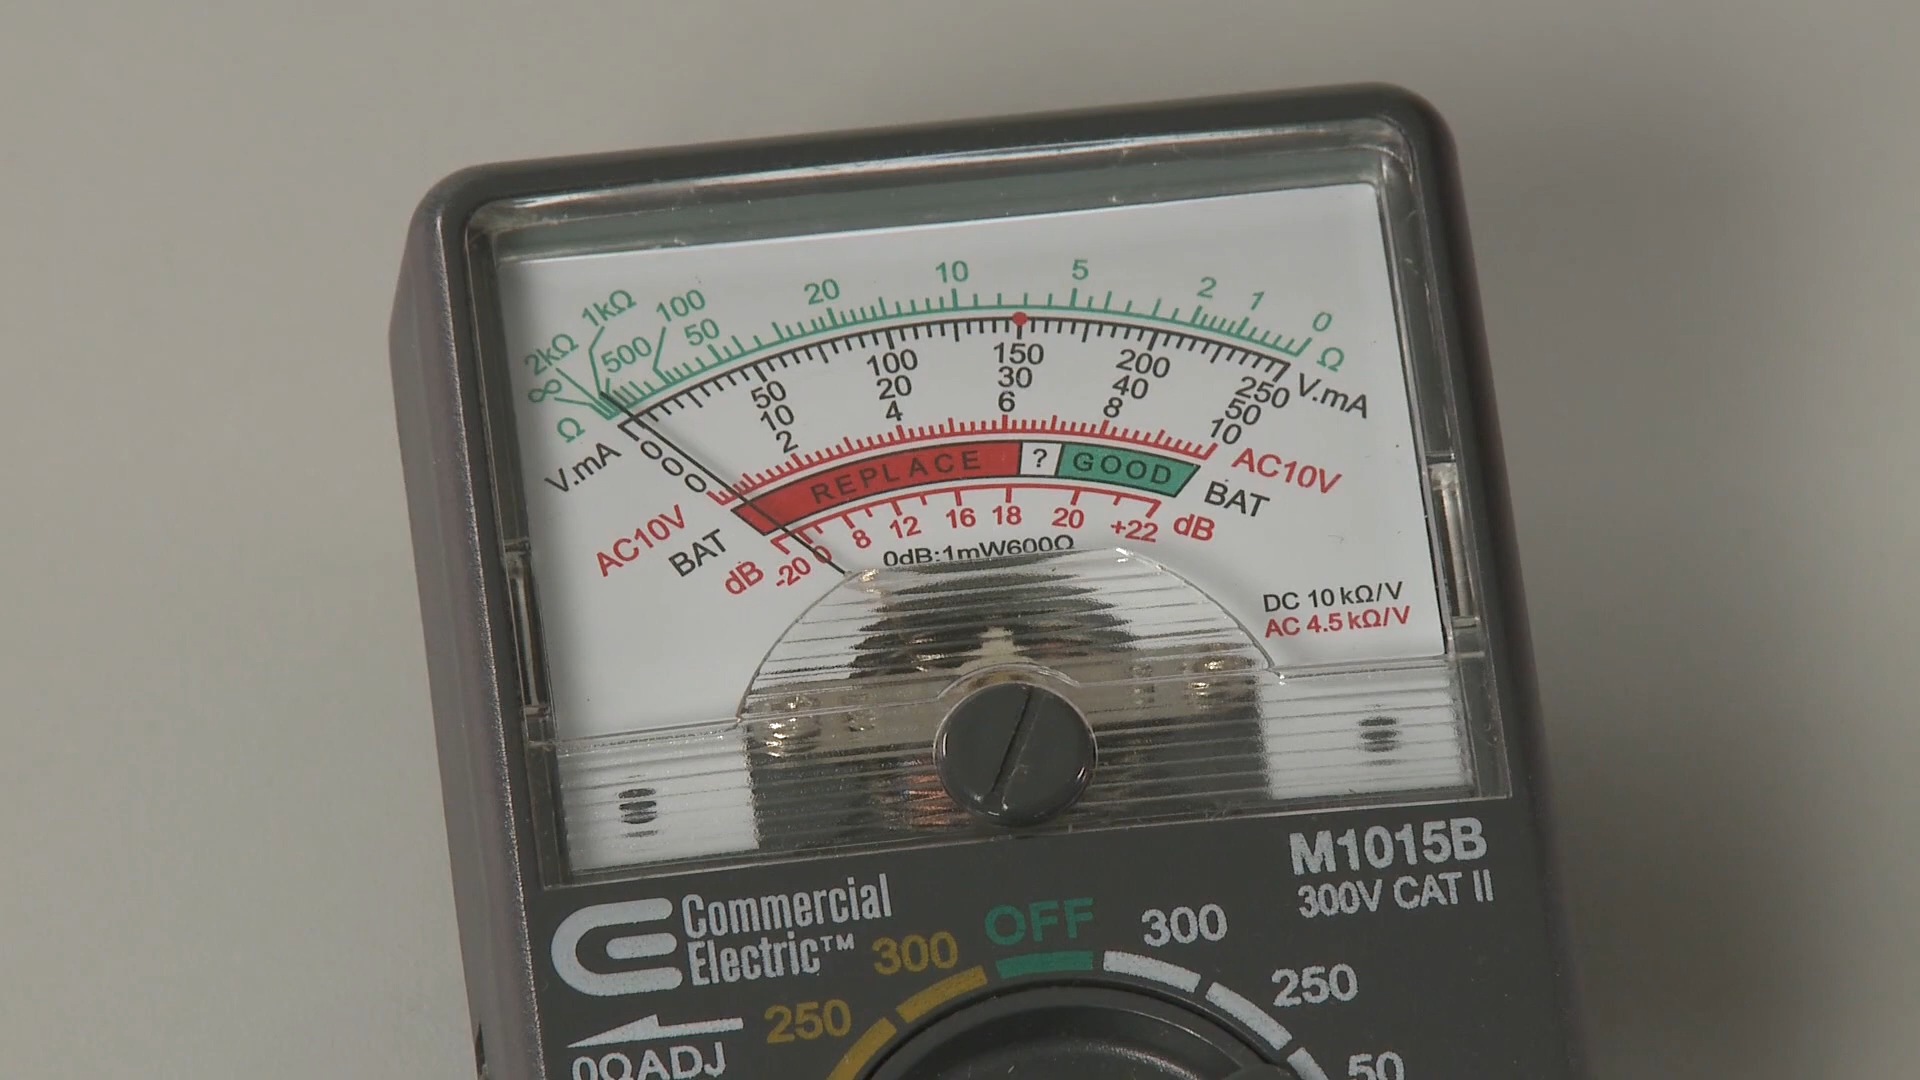 20 10 5 2 1 0 Ω
∞ 2kΩ 1kΩ 500 100 50
Ω
V.mA 0 50 100 150 200 250 V.mA
0 10 20 30 40 50
0 2 4 6 8 10
AC10V AC10V
BAT REPLACE ? GOOD BAT
dB -20 0 8 12 16 18 20 +22 dB
0dB:1mW600Ω
DC 10 kΩ/V
AC 4.5 kΩ/V
M1015B
300V CAT II
Commercial
Electric™
300 OFF 300
250 250
0ΩADJ 50